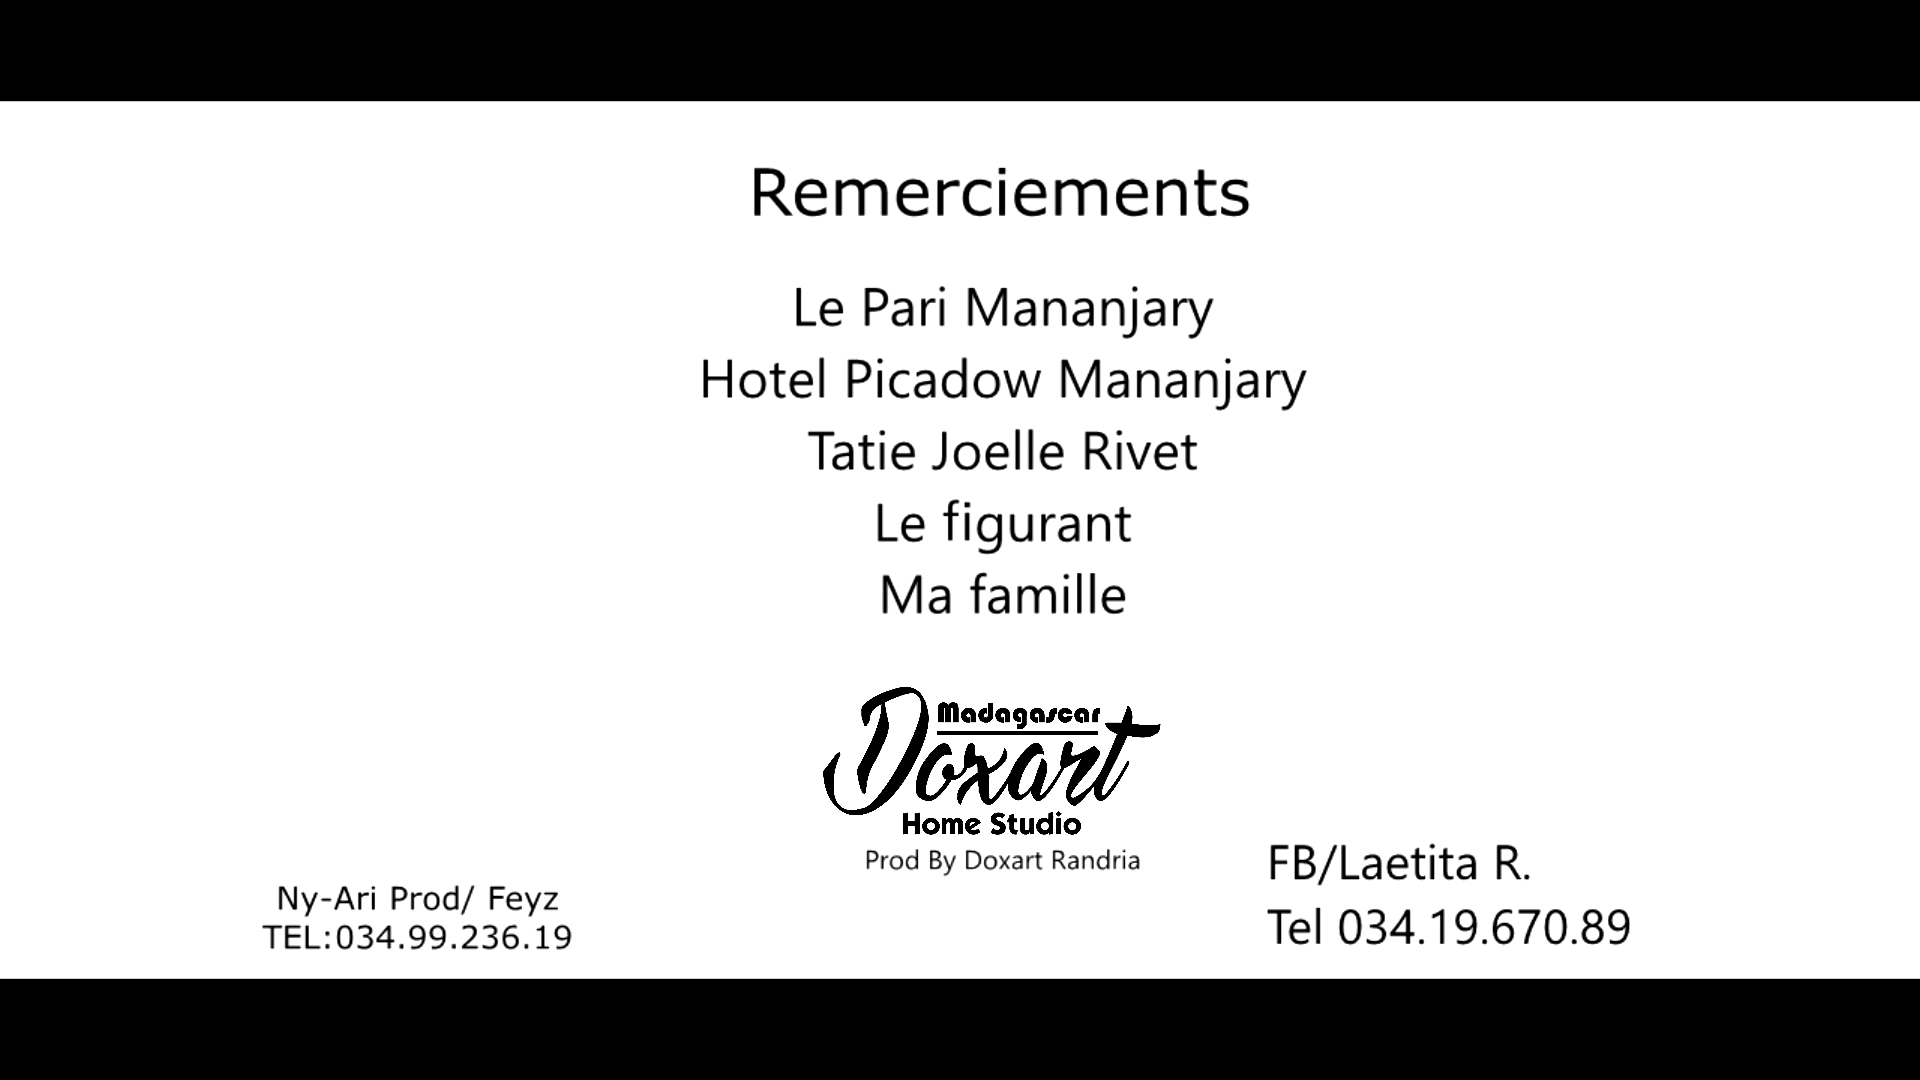 Remerciements
Le Pari Mananjary
Hotel Picadow Mananjary
Tatie Joelle Rivet
Le figurant
Ma famille
Madagascar
Doxart
Home Studio
Prod By Doxart Randria
Ny-Ari Prod/ Feyz
TEL:034.99.236.19
FB/Laetita R.
Tel 034.19.670.89